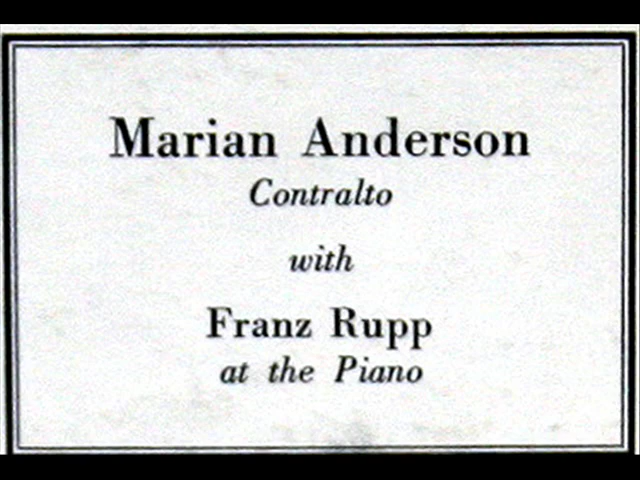 Marian Anderson
Contralto
with
Franz Rupp
at the Piano